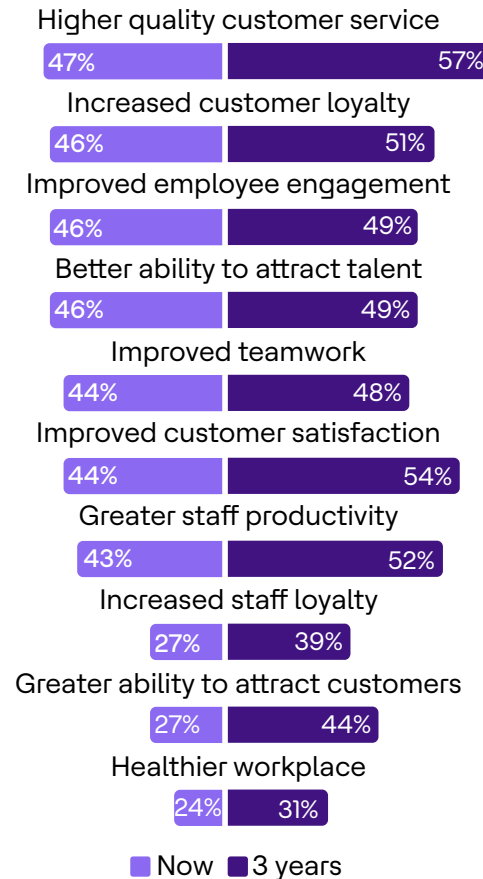 Higher quality customer service
47% 57%
Increased customer loyalty
46% 51%
Improved employee engagement
46% 49%
Better ability to attract talent
46% 49%
Improved teamwork
44% 48%
Improved customer satisfaction
44% 54%
Greater staff productivity
43% 52%
Increased staff loyalty
27% 39%
Greater ability to attract customers
27% 44%
Healthier workplace
24% 31%
Now 3 years